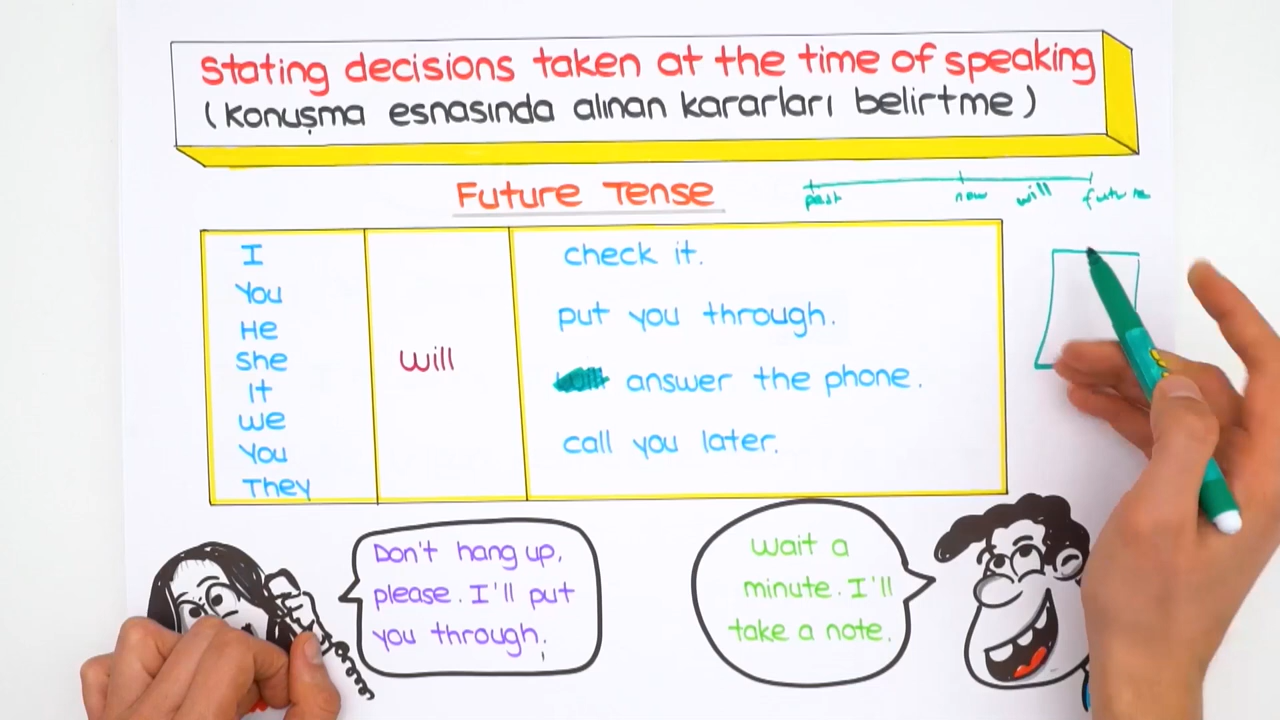 Stating decisions taken at the time of speaking
(Konuşma esnasında alınan kararları belirtme)
Future Tense
past now will future
I
You
He
She
It
We
You
They
will
check it.
put you through.
answer the phone.
call you later.
Don't hang up,
please. I'll put
you through.
Wait a
minute. I'll
take a note.